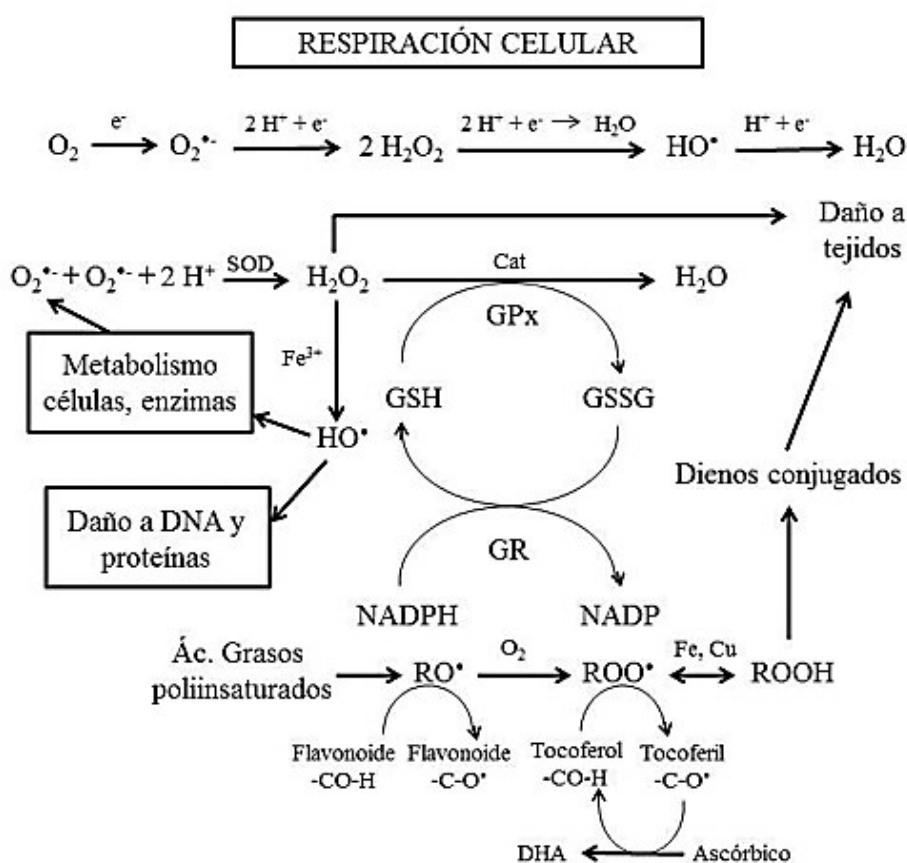 RESPIRACIÓN CELULAR
O₂ e⁻ O₂•⁻ 2 H⁺ + e⁻ 2 H₂O₂ 2 H⁺ + e⁻ → H₂O HO• H⁺ + e⁻ H₂O
Daño a
tejidos
O₂•⁻ + O₂•⁻ + 2 H⁺ SOD H₂O₂ Cat H₂O
GPx
Metabolismo
células, enzimas
Fe³⁺
GSH GSSG
HO•
Dienos conjugados
Daño a DNA y
proteínas
GR
NADPH NADP
Ác. Grasos
poliinsaturados
RO• O₂ ROO• Fe, Cu ROOH
Flavonoide
-CO-H
Flavonoide
-C-O•
Tocoferol
-CO-H
Tocoferil
-C-O•
DHA Ascórbico